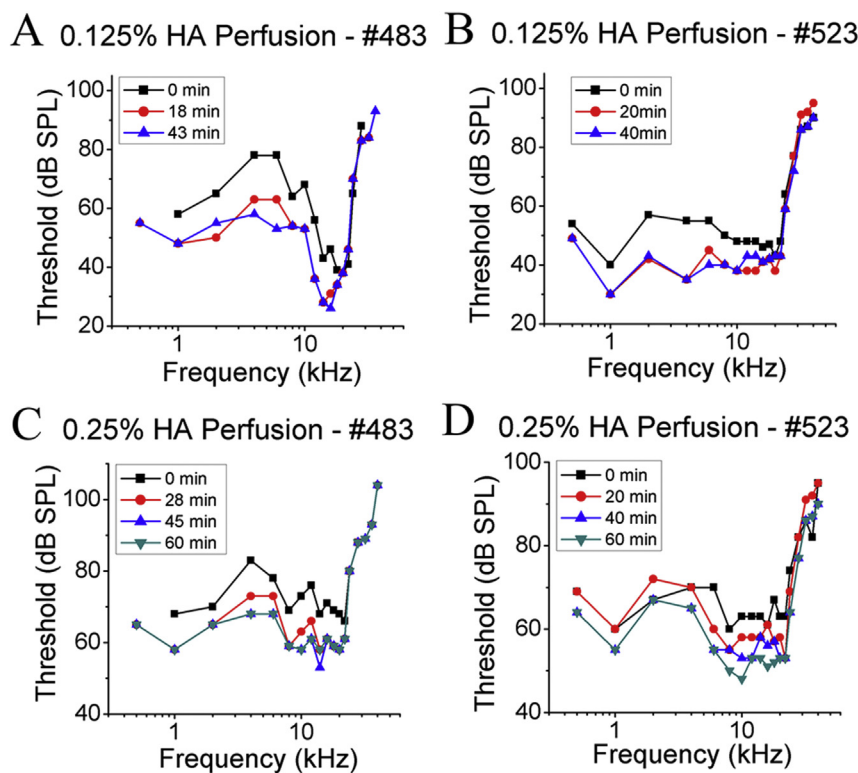 A 0.125% HA Perfusion - #483
0 min
18 min
43 min
100
80
60
40
20
Threshold (dB SPL)
1
10
Frequency (kHz)
B 0.125% HA Perfusion - #523
0 min
20min
40min
100
80
60
40
20
Threshold (dB SPL)
1
10
Frequency (kHz)
C 0.25% HA Perfusion - #483
0 min
28 min
45 min
60 min
100
80
60
40
Threshold (dB SPL)
1
10
Frequency (kHz)
D 0.25% HA Perfusion - #523
0 min
20 min
40 min
60 min
100
80
60
40
Threshold (dB SPL)
1
10
Frequency (kHz)